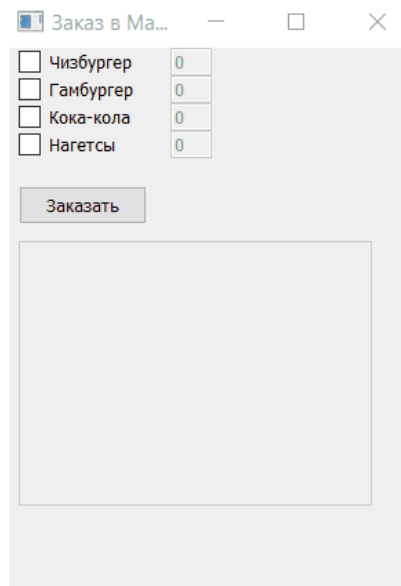 Заказ в Ма...
Чизбургер 0
Гамбургер 0
Кока-кола 0
Нагетсы 0
Заказать